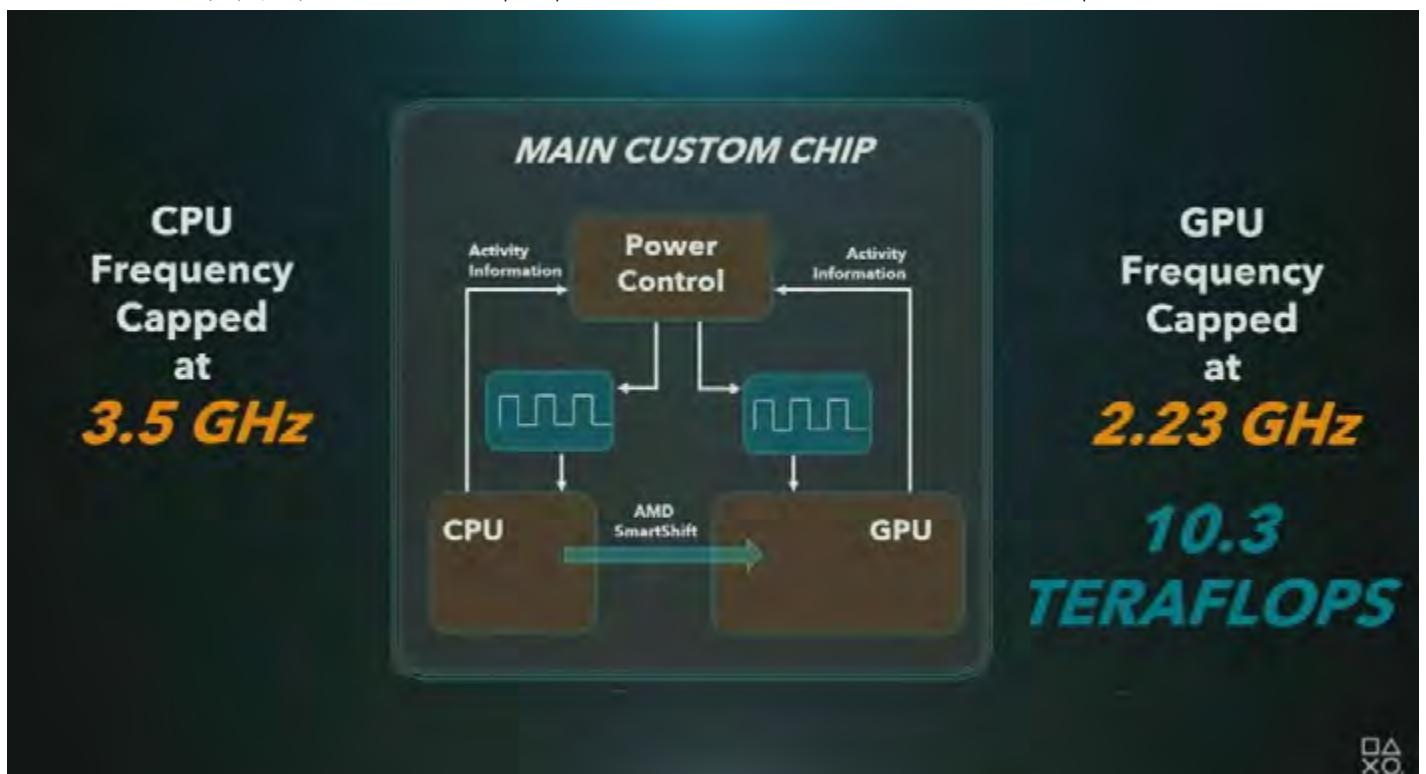 MAIN CUSTOM CHIP
CPU
Frequency
Capped
at
3.5 GHz
Activity
Information
Power
Control
Activity
Information
CPU
AMD
SmartShift
GPU
GPU
Frequency
Capped
at
2.23 GHz
10.3
TERAFLOPS